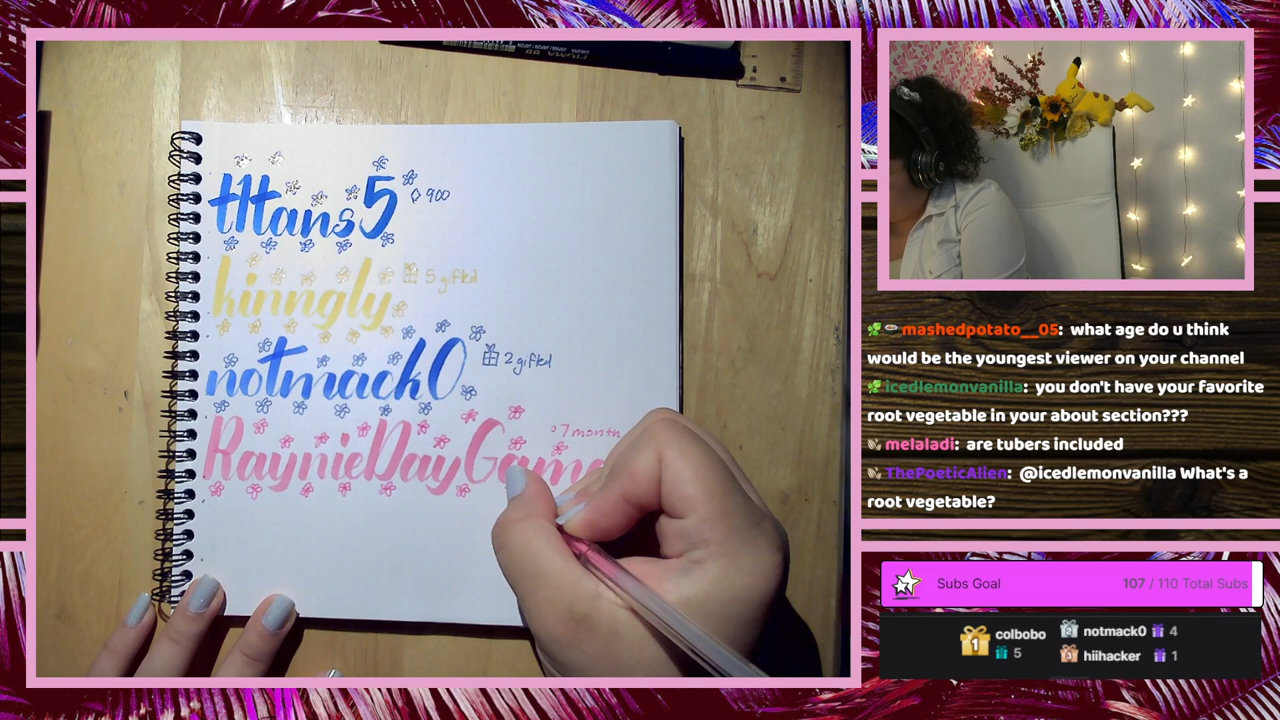 ttans5
◇ 900
kinngly
5 gifted
notmack0
2 gifted
RaynieDayGame
7 month
mashedpotato__05: what age do u think
would be the youngest viewer on your channel
icedlemonvanilla: you don't have your favorite
root vegetable in your about section???
melaladi: are tubers included
ThePoeticAlien: @icedlemonvanilla What's a
root vegetable?
Subs Goal 107 / 110 Total Subs
1 colbobo 5
2 notmack0 4
3 hiihacker 1